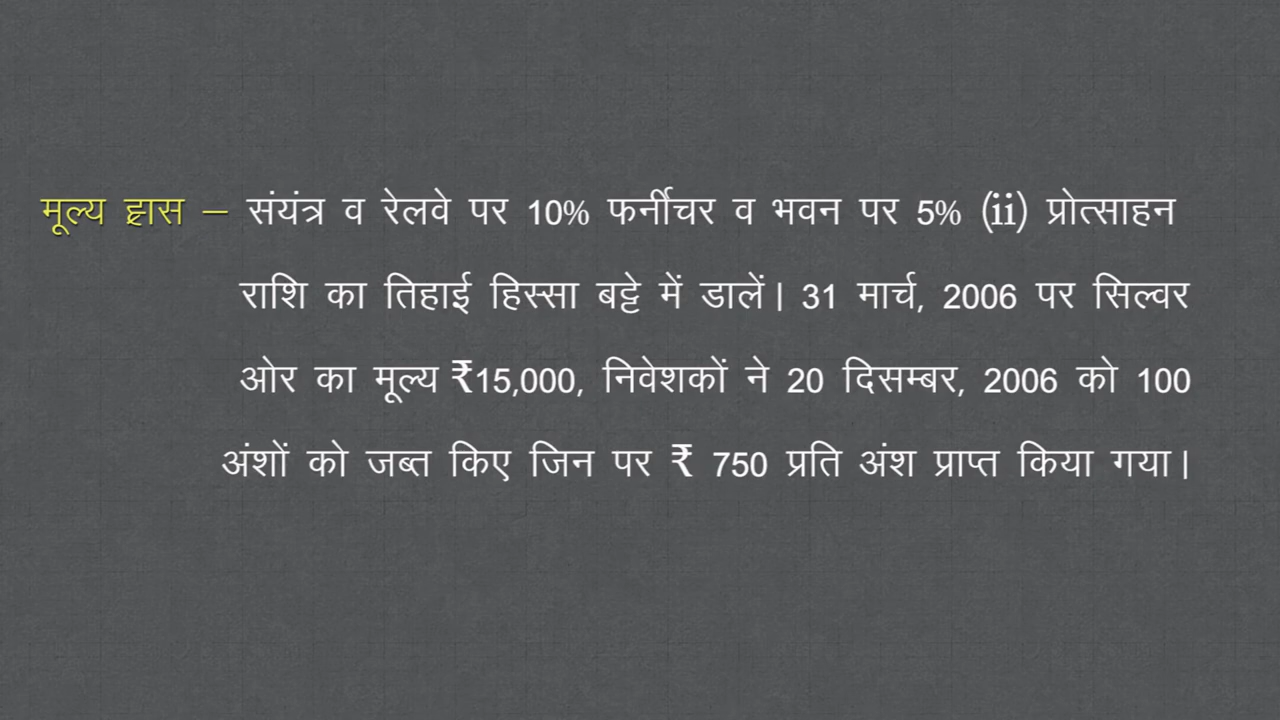 मूल्य ह्रास – संयंत्र व रेलवे पर 10% फर्नीचर व भवन पर 5% (ii) प्रोत्साहन
राशि का तिहाई हिस्सा बट्टे में डालें। 31 मार्च, 2006 पर सिल्वर
ओर का मूल्य ₹15,000, निवेशकों ने 20 दिसम्बर, 2006 को 100
अंशों को जब्त किए जिन पर ₹ 750 प्रति अंश प्राप्त किया गया।